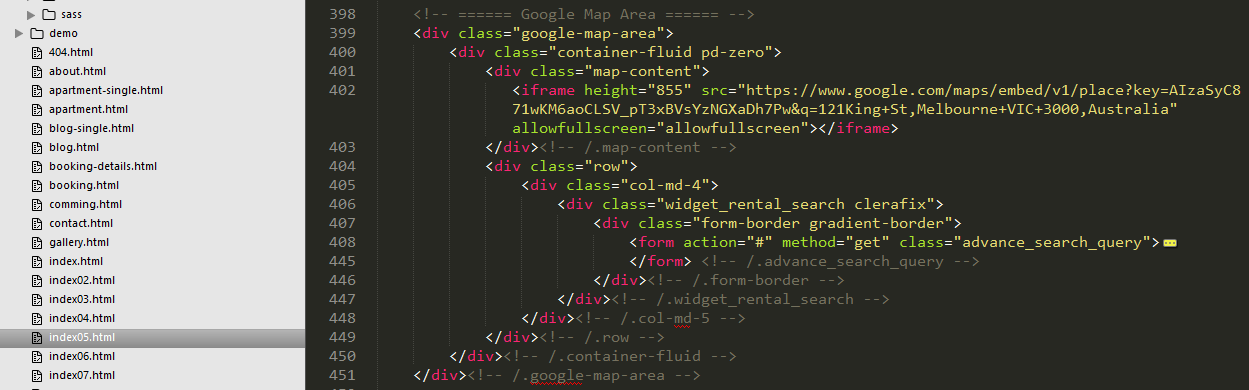 sass
demo
404.html
about.html
apartment-single.html
apartment.html
blog-single.html
blog.html
booking-details.html
booking.html
comming.html
contact.html
gallery.html
index.html
index02.html
index03.html
index04.html
index05.html
index06.html
index07.html
398 <!-- ====== Google Map Area ====== -->
399 <div class="google-map-area">
400 <div class="container-fluid pd-zero">
401 <div class="map-content">
402 <iframe height="855" src="https://www.google.com/maps/embed/v1/place?key=AIzaSyC8
71wKM6aoCLSV_pT3xBVsYzNGXaDh7Pw&q=121King+St,Melbourne+VIC+3000,Australia"
allowfullscreen="allowfullscreen"></iframe>
403 </div><!-- /.map-content -->
404 <div class="row">
405 <div class="col-md-4">
406 <div class="widget_rental_search clerafix">
407 <div class="form-border gradient-border">
408 <form action="#" method="get" class="advance_search_query">
445 </form> <!-- /.advance_search_query -->
446 </div><!-- /.form-border -->
447 </div><!-- /.widget_rental_search -->
448 </div><!-- /.col-md-5 -->
449 </div><!-- /.row -->
450 </div><!-- /.container-fluid -->
451 </div><!-- /.google-map-area -->